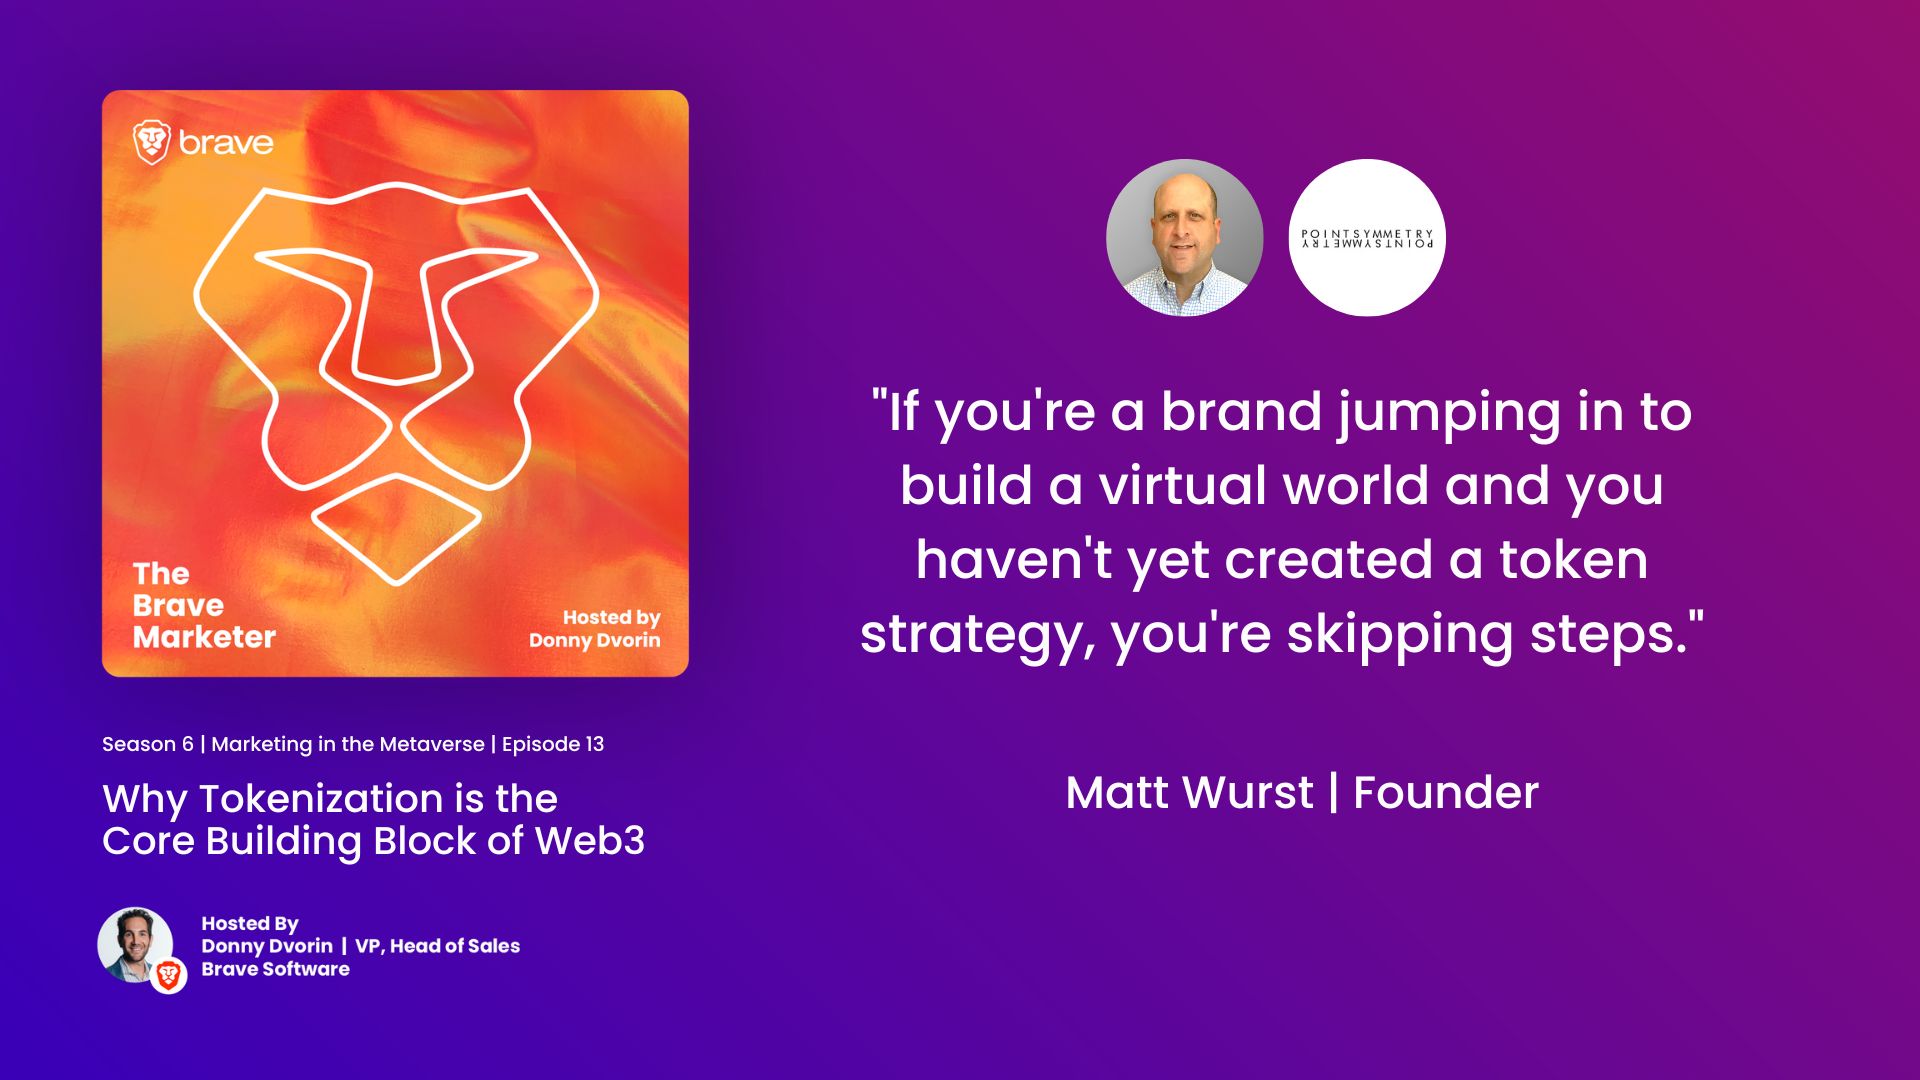 brave
The
Brave
Marketer
Hosted by
Donny Dvorin
Season 6 | Marketing in the Metaverse | Episode 13
Why Tokenization is the
Core Building Block of Web3
Hosted By
Donny Dvorin | VP, Head of Sales
Brave Software
POINTSYMMETRY
POINTSYMMETRY
"If you're a brand jumping in to
build a virtual world and you
haven't yet created a token
strategy, you're skipping steps."
Matt Wurst | Founder